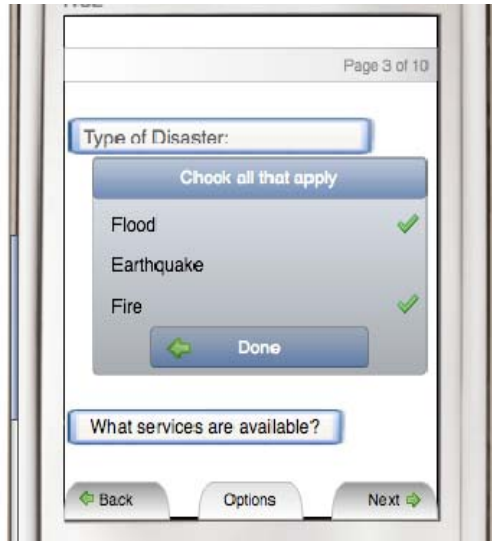 Page 3 of 10
Type of Disaster:
Chook all that apply
Flood
Earthquake
Fire
Done
What services are available?
Back Options Next